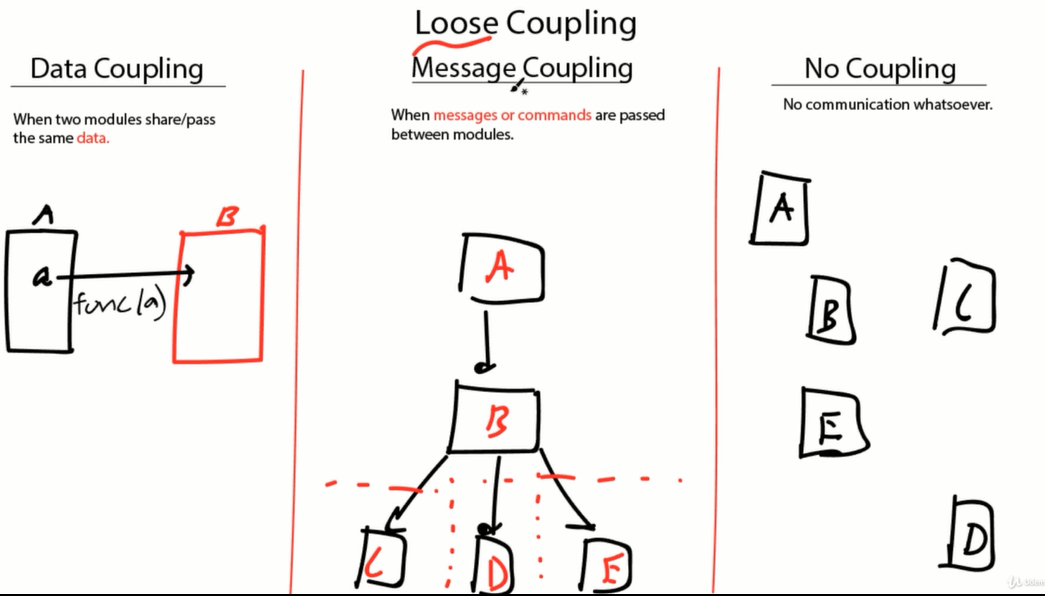 Loose Coupling
Data Coupling
When two modules share/pass
the same data.
A
B
a
func(a)
Message Coupling
When messages or commands are passed
between modules.
A
B
C
D
E
No Coupling
No communication whatsoever.
A
B
C
E
D